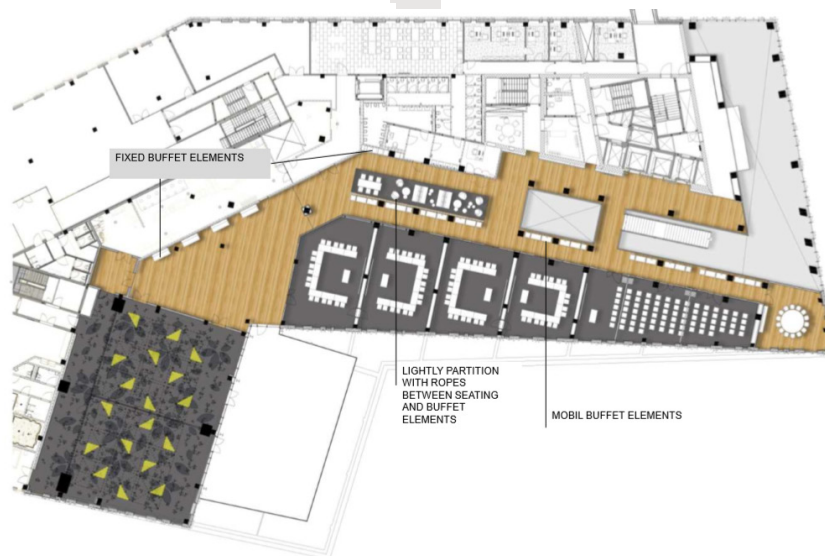 FIXED BUFFET ELEMENTS
LIGHTLY PARTITION
WITH ROPES
BETWEEN SEATING
AND BUFFET
ELEMENTS
MOBIL BUFFET ELEMENTS